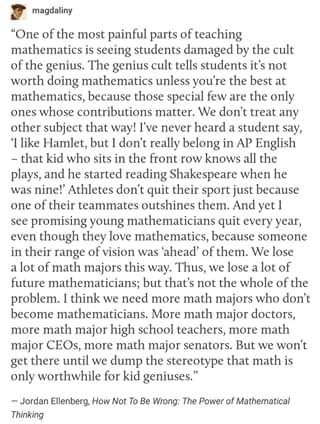 magdaliny
“One of the most painful parts of teaching
mathematics is seeing students damaged by the cult
of the genius. The genius cult tells students it’s not
worth doing mathematics unless you’re the best at
mathematics, because those special few are the only
ones whose contributions matter. We don’t treat any
other subject that way! I’ve never heard a student say,
‘I like Hamlet, but I don’t really belong in AP English
– that kid who sits in the front row knows all the
plays, and he started reading Shakespeare when he
was nine!’ Athletes don’t quit their sport just because
one of their teammates outshines them. And yet I
see promising young mathematicians quit every year,
even though they love mathematics, because someone
in their range of vision was ‘ahead’ of them. We lose
a lot of math majors this way. Thus, we lose a lot of
future mathematicians; but that’s not the whole of the
problem. I think we need more math majors who don’t
become mathematicians. More math major doctors,
more math major high school teachers, more math
major CEOs, more math major senators. But we won’t
get there until we dump the stereotype that math is
only worthwhile for kid geniuses.”
— Jordan Ellenberg, How Not To Be Wrong: The Power of Mathematical
Thinking